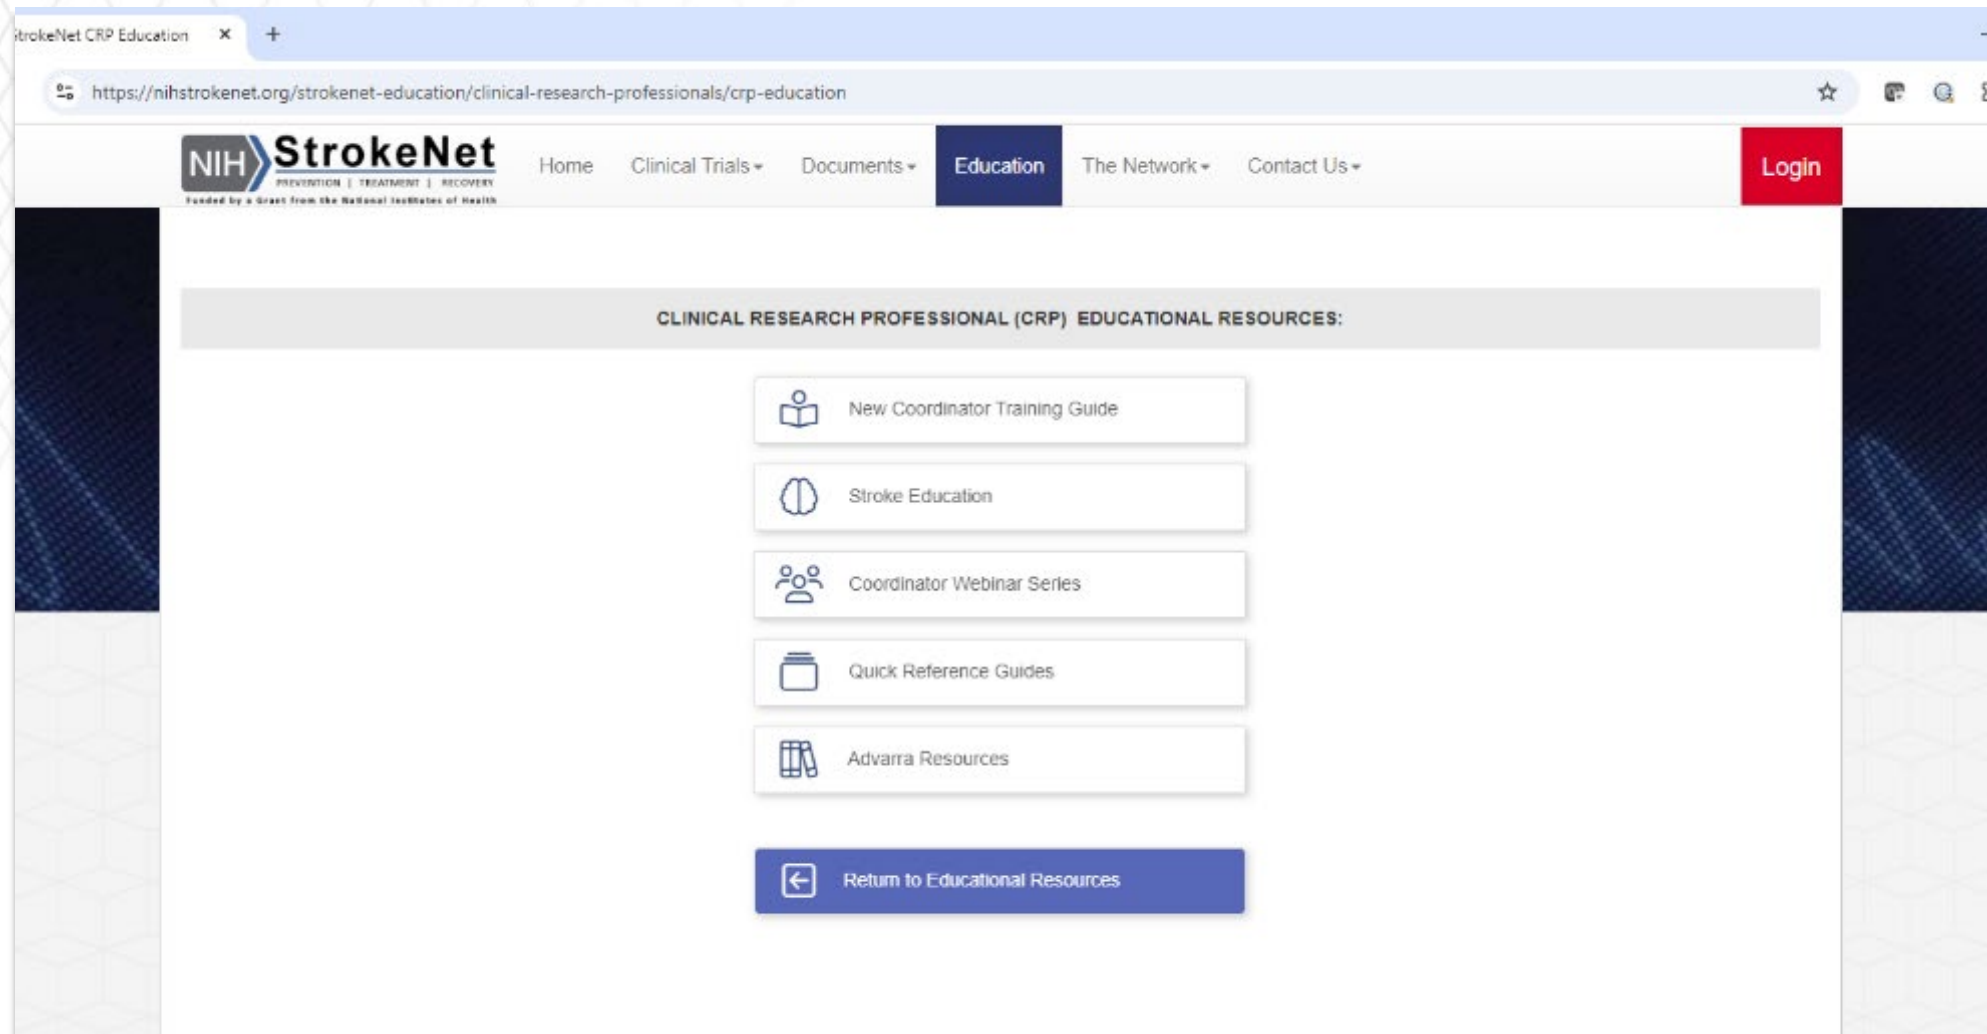 StrokeNet CRP Education
https://nihstrokenet.org/strokenet-education/clinical-research-professionals/crp-education
NIH StrokeNet
PREVENTION | TREATMENT | RECOVERY
Funded by a Grant from the National Institutes of Health
Home Clinical Trials Documents Education The Network Contact Us Login
CLINICAL RESEARCH PROFESSIONAL (CRP) EDUCATIONAL RESOURCES:
New Coordinator Training Guide
Stroke Education
Coordinator Webinar Series
Quick Reference Guides
Advarra Resources
Return to Educational Resources